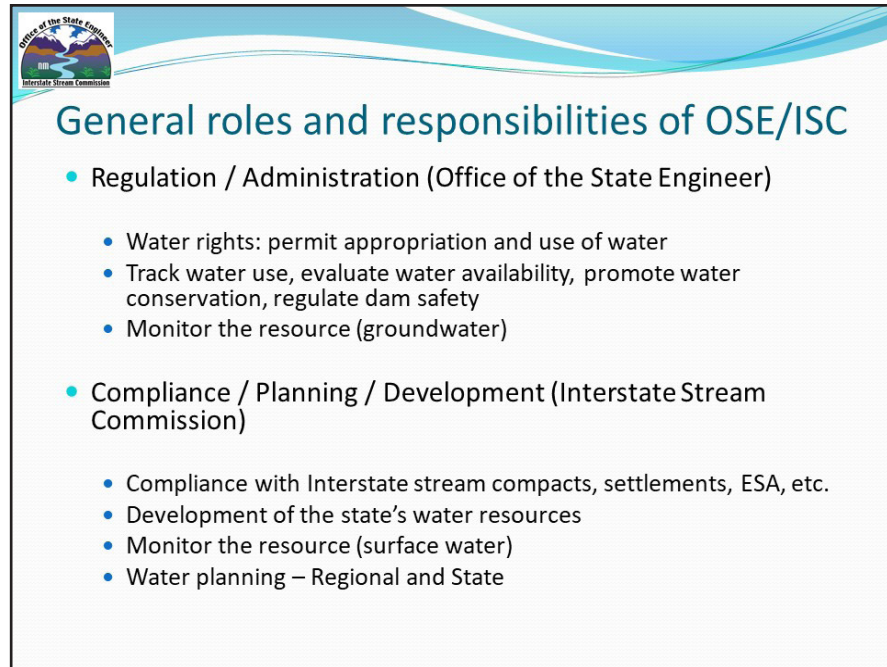 Office of the State Engineer
nm
Interstate Stream Commission
General roles and responsibilities of OSE/ISC
• Regulation / Administration (Office of the State Engineer)
• Water rights: permit appropriation and use of water
• Track water use, evaluate water availability, promote water
conservation, regulate dam safety
• Monitor the resource (groundwater)
• Compliance / Planning / Development (Interstate Stream
Commission)
• Compliance with Interstate stream compacts, settlements, ESA, etc.
• Development of the state's water resources
• Monitor the resource (surface water)
• Water planning – Regional and State